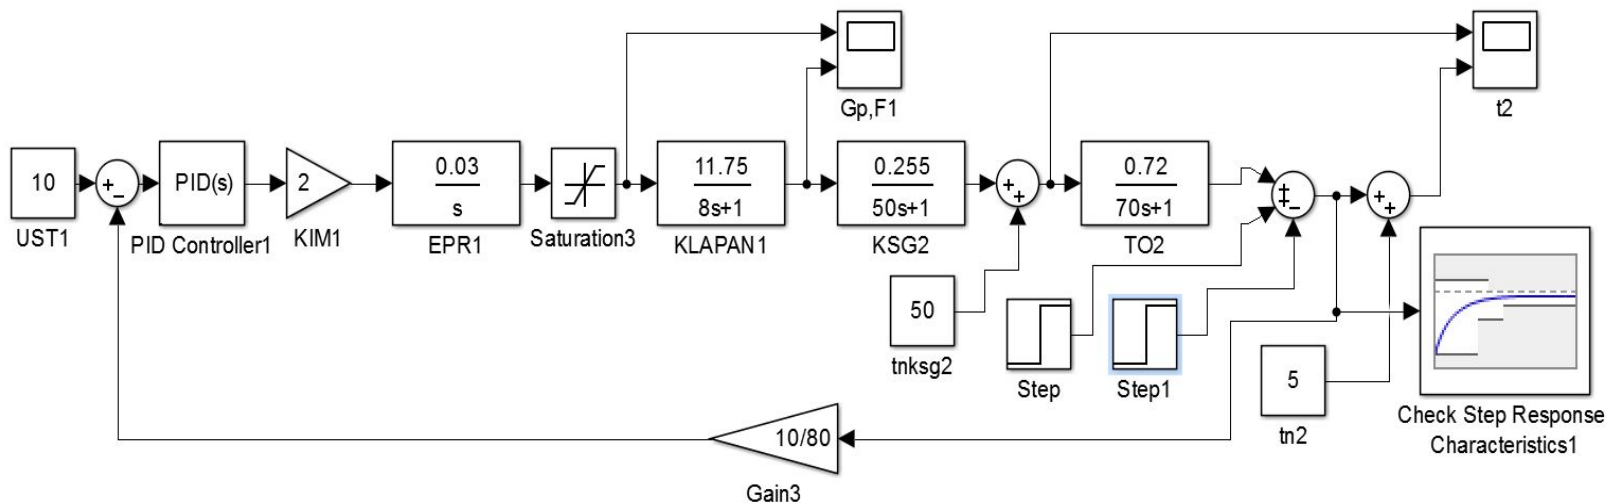 Gp,F1
t2
10
+
−
PID(s)
2
0.03
s
11.75
8s+1
0.255
50s+1
+
+
0.72
70s+1
+
+
−
+
+
UST1
PID Controller1
KIM1
EPR1
Saturation3
KLAPAN1
KSG2
TO2
50
tnksg2
Step
Step1
5
tn2
Check Step Response
Characteristics1
10/80
Gain3